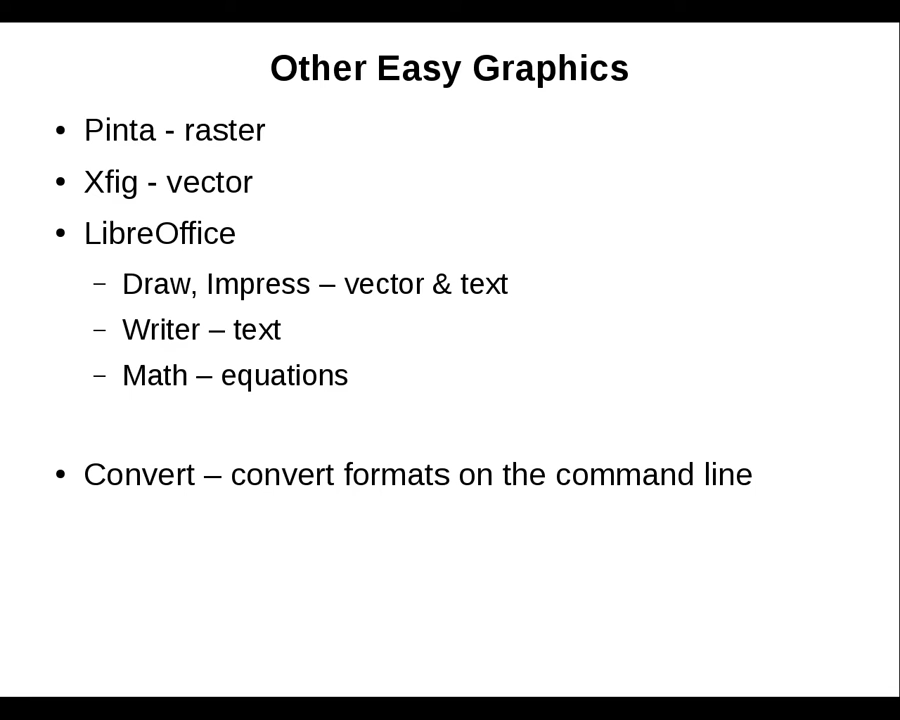 Other Easy Graphics
• Pinta - raster
• Xfig - vector
• LibreOffice
– Draw, Impress – vector & text
– Writer – text
– Math – equations
• Convert – convert formats on the command line